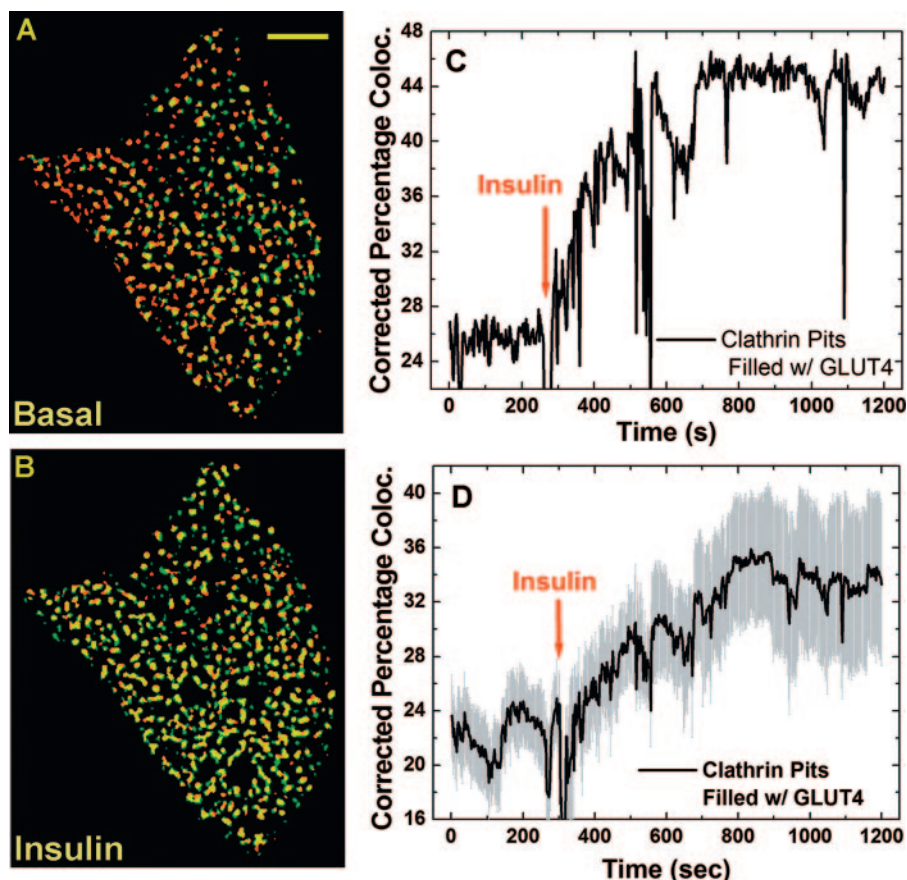 A
Basal
B
Insulin
C
Corrected Percentage Coloc.
48
44
40
36
32
28
24
Insulin
Clathrin Pits
Filled w/ GLUT4
0 200 400 600 800 1000 1200
Time (s)
D
Corrected Percentage Coloc.
40
36
32
28
24
20
16
Insulin
Clathrin Pits
Filled w/ GLUT4
0 200 400 600 800 1000 1200
Time (sec)